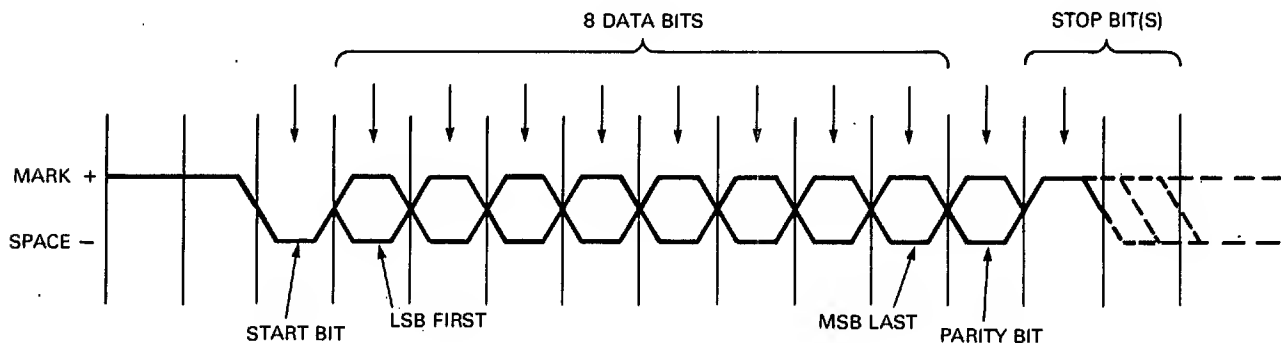 8 DATA BITS
STOP BIT(S)
MARK +
SPACE –
START BIT
LSB FIRST
MSB LAST
PARITY BIT